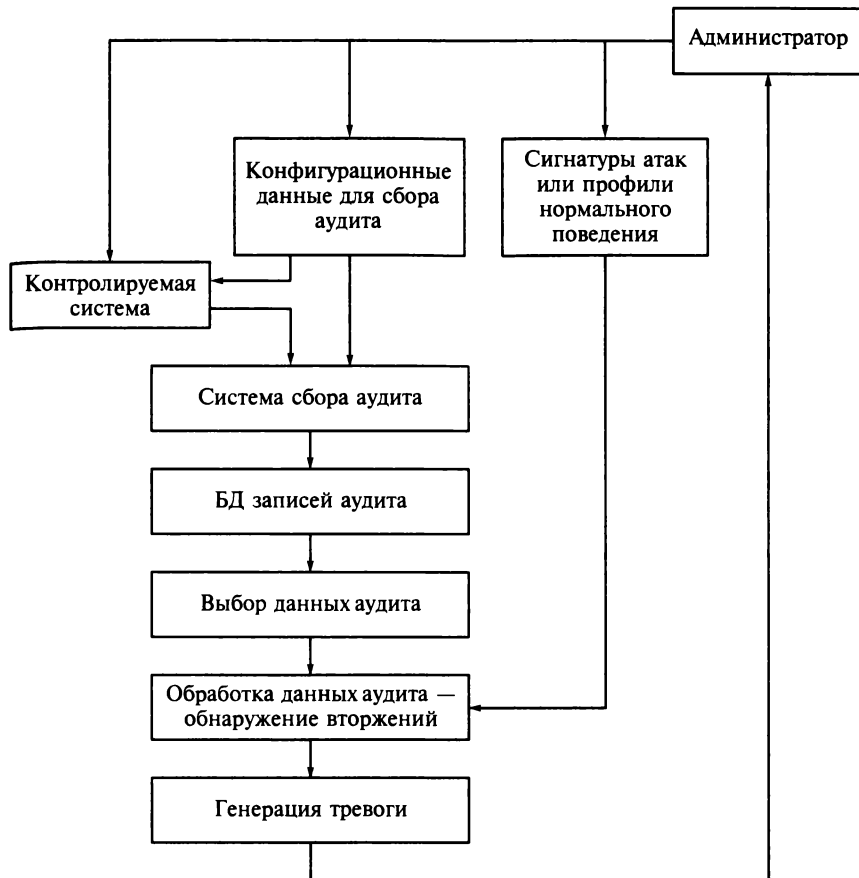 Администратор
Конфигурационные
данные для сбора
аудита
Сигнатуры атак
или профили
нормального
поведения
Контролируемая
система
Система сбора аудита
БД записей аудита
Выбор данных аудита
Обработка данных аудита —
обнаружение вторжений
Генерация тревоги